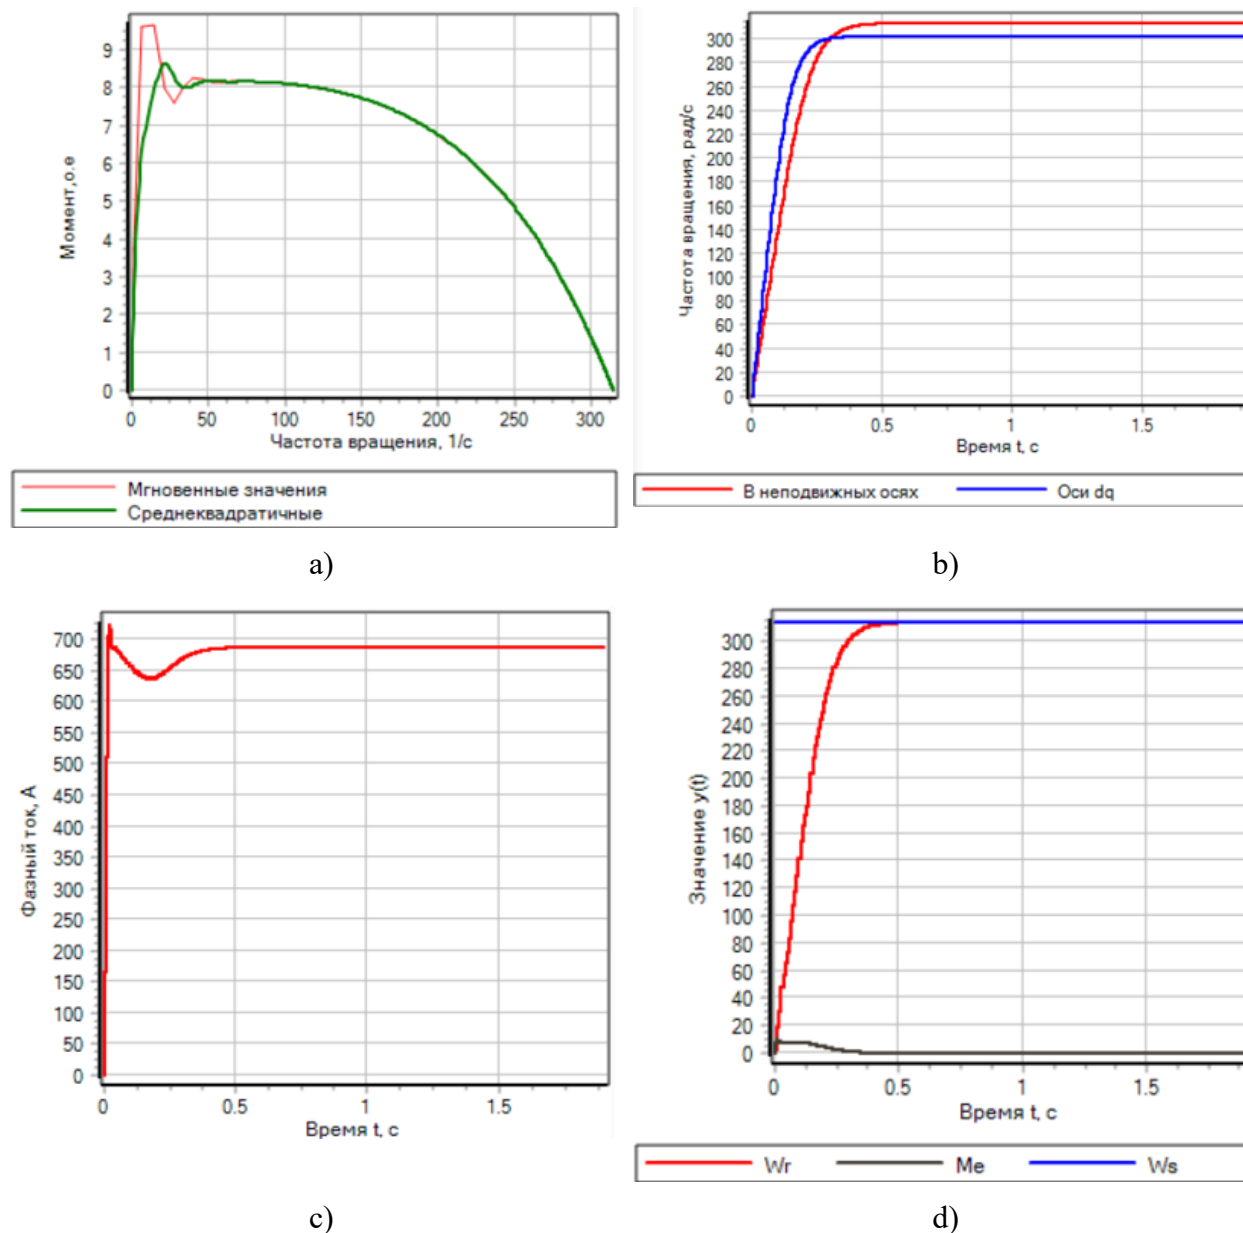 9
8
7
6
5
4
3
2
1
0
Момент,о.е
0 50 100 150 200 250 300
Частота вращения, 1/с
Мгновенные значения
Среднеквадратичные
a)
300
280
260
240
220
200
180
160
140
120
100
80
60
40
20
0
Частота вращения, рад/с
0 0.5 1 1.5
Время t, с
В неподвижных осях Оси dq
b)
700
650
600
550
500
450
400
350
300
250
200
150
100
50
0
Фазный ток, А
0 0.5 1 1.5
Время t, с
c)
300
280
260
240
220
200
180
160
140
120
100
80
60
40
20
0
Значение y(t)
0 0.5 1 1.5
Время t, с
Wr Me Ws
d)